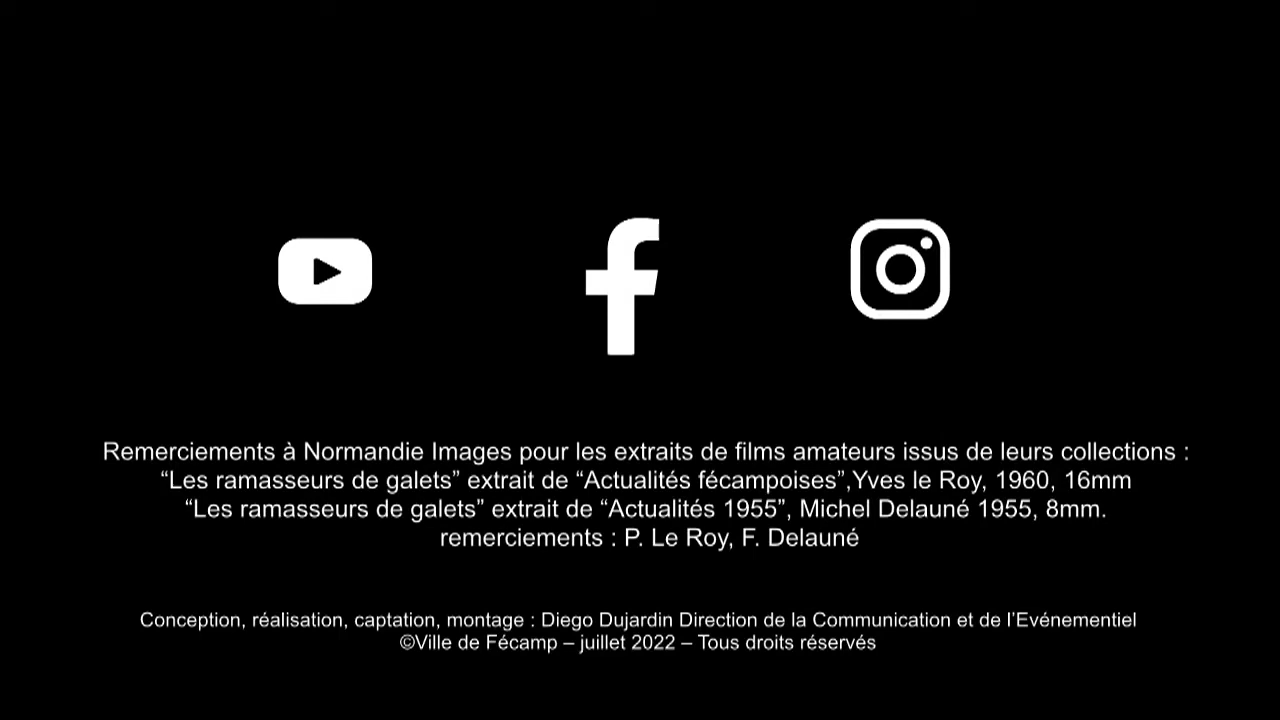 Remerciements à Normandie Images pour les extraits de films amateurs issus de leurs collections :
“Les ramasseurs de galets” extrait de “Actualités fécampoises”,Yves le Roy, 1960, 16mm
“Les ramasseurs de galets” extrait de “Actualités 1955”, Michel Delauné 1955, 8mm.
remerciements : P. Le Roy, F. Delauné
Conception, réalisation, captation, montage : Diego Dujardin Direction de la Communication et de l’Evénementiel
©Ville de Fécamp – juillet 2022 – Tous droits réservés